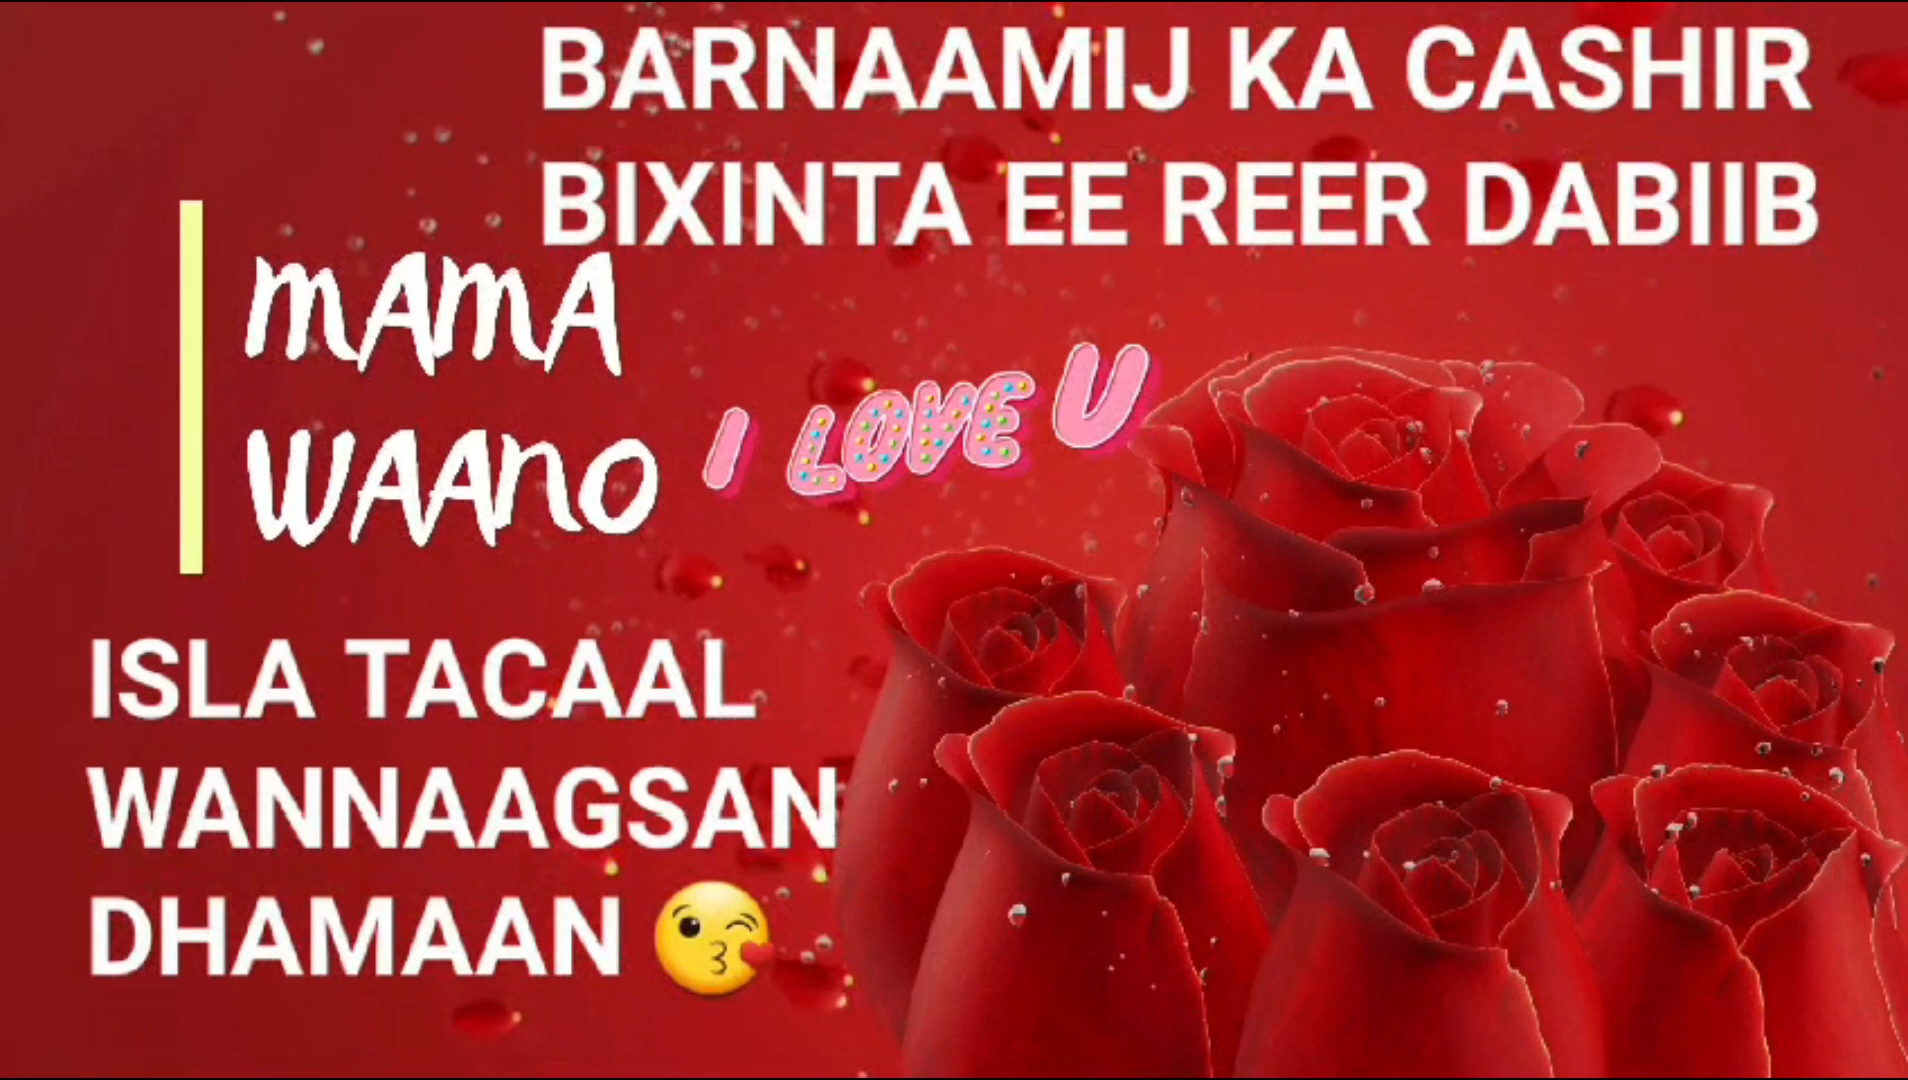 BARNAAMIJ KA CASHIR
BIXINTA EE REER DABIIB
MAMA
WAANO
I LOVE U
ISLA TACAAL
WANNAAGSAN
DHAMAAN 😘